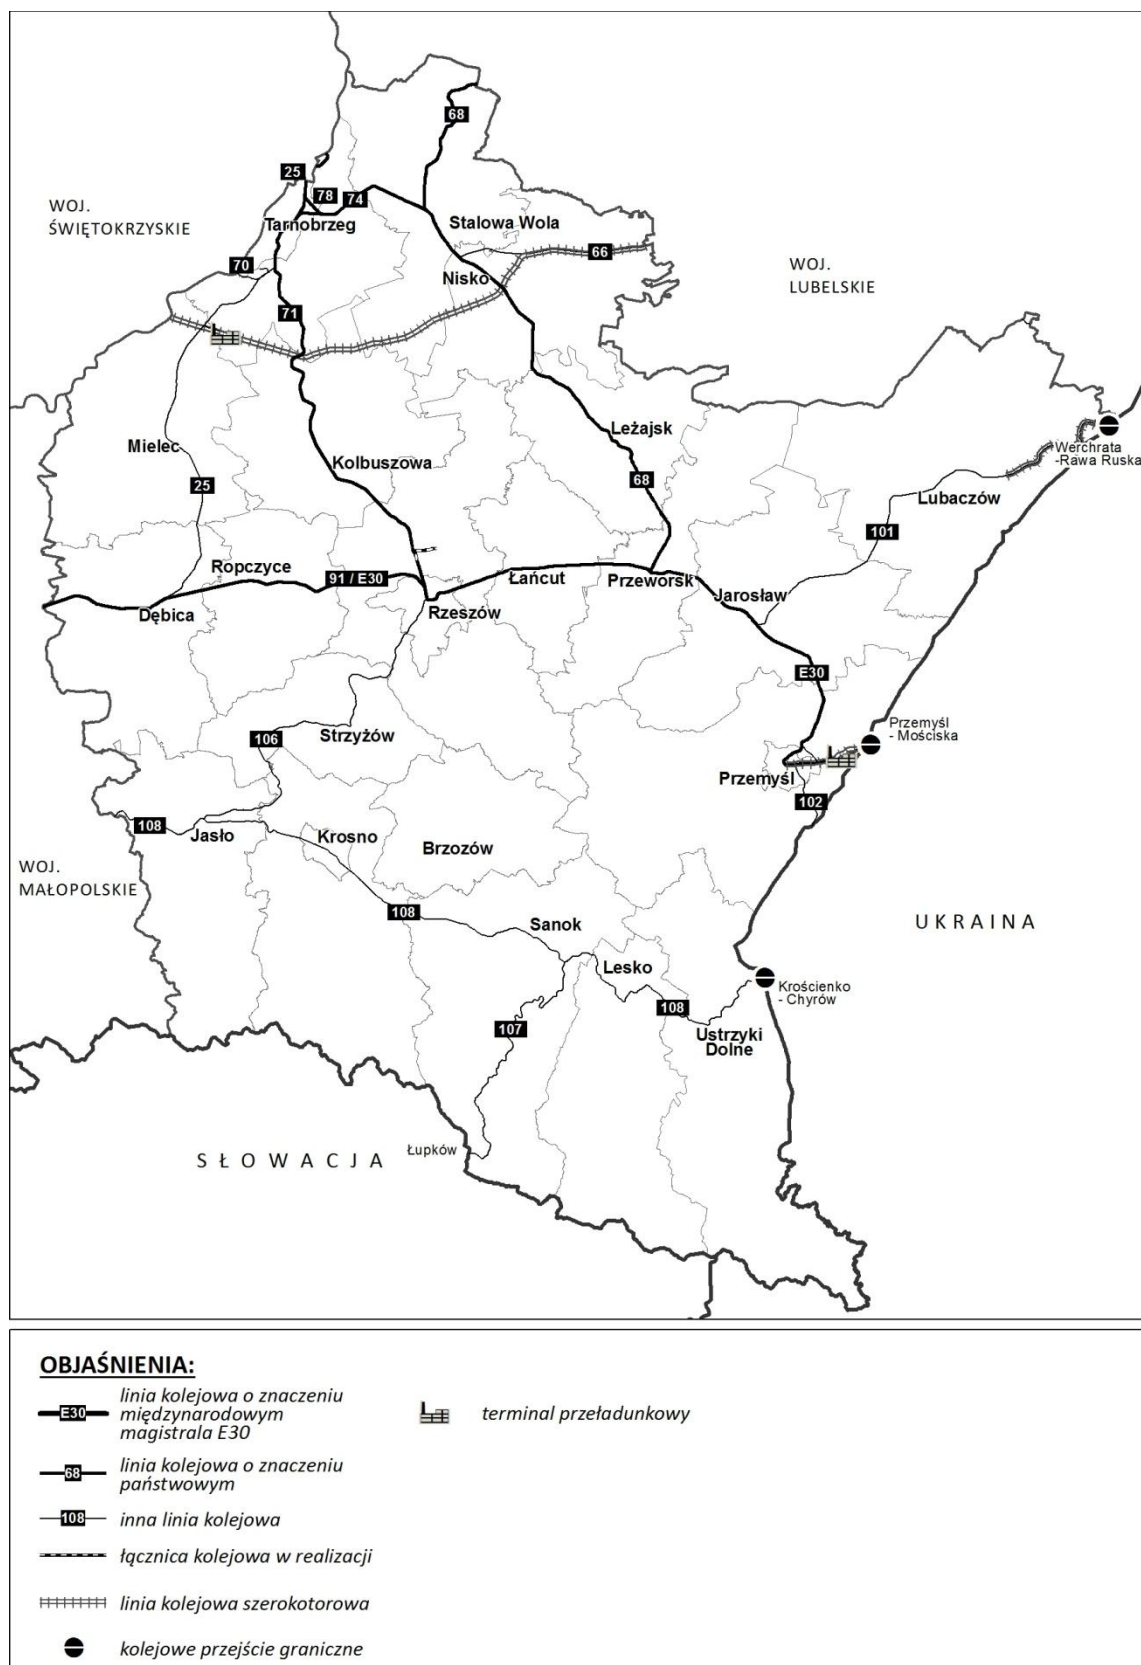 68
25
78
74
WOJ.
ŚWIĘTOKRZYSKIE
Tarnobrzeg
Stalowa Wola
66
70
Nisko
WOJ.
LUBELSKIE
71
Leżajsk
Mielec
Kolbuszowa
Werchrata
-Rawa Ruska
25
68
Lubaczów
101
Ropczyce
91 / E30
Łańcut
Przeworsk
Jarosław
Dębica
Rzeszów
E30
Przemyśl
- Mościska
106
Strzyżów
Przemyśl
102
108
Jasło
Krosno
Brzozów
WOJ.
MAŁOPOLSKIE
108
Sanok
UKRAINA
Lesko
Krościenko
- Chyrów
108
107
Ustrzyki
Dolne
Łupków
SŁOWACJA
OBJAŚNIENIA:
E30
linia kolejowa o znaczeniu
międzynarodowym
magistrala E30
terminal przeładunkowy
68
linia kolejowa o znaczeniu
państwowym
108
inna linia kolejowa
łącznica kolejowa w realizacji
linia kolejowa szerokotorowa
kolejowe przejście graniczne